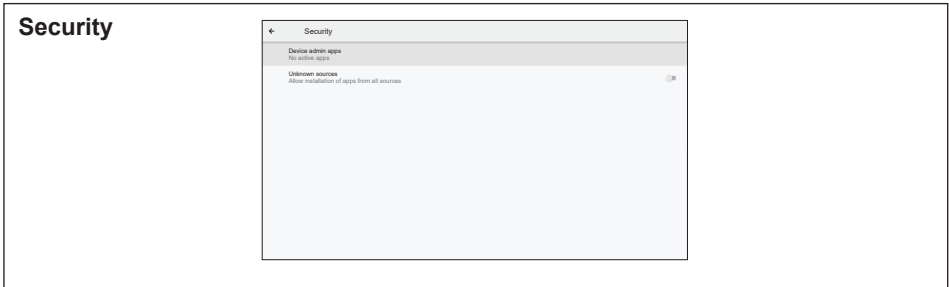 Security
Security
Device admin apps
No active apps
Unknown sources
Allow installation of apps from all sources